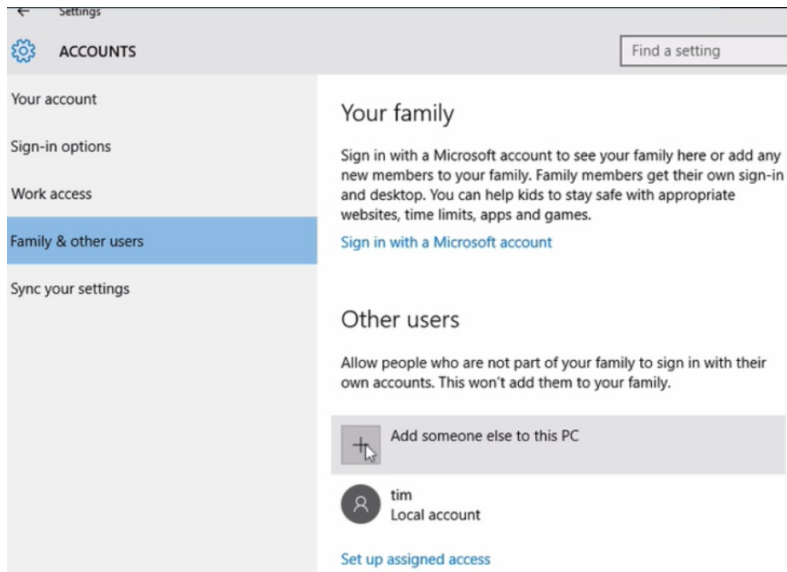 Settings
ACCOUNTS
Find a setting
Your account
Sign-in options
Work access
Family & other users
Sync your settings
Your family
Sign in with a Microsoft account to see your family here or add any
new members to your family. Family members get their own sign-in
and desktop. You can help kids to stay safe with appropriate
websites, time limits, apps and games.
Sign in with a Microsoft account
Other users
Allow people who are not part of your family to sign in with their
own accounts. This won't add them to your family.
Add someone else to this PC
tim
Local account
Set up assigned access